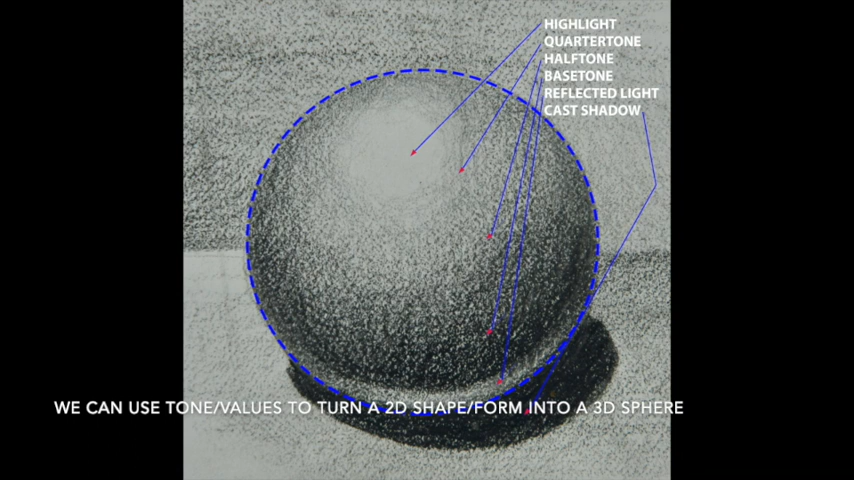 HIGHLIGHT
QUARTERTONE
HALFTONE
BASETONE
REFLECTED LIGHT
CAST SHADOW
WE CAN USE TONE/VALUES TO TURN A 2D SHAPE/FORM INTO A 3D SPHERE